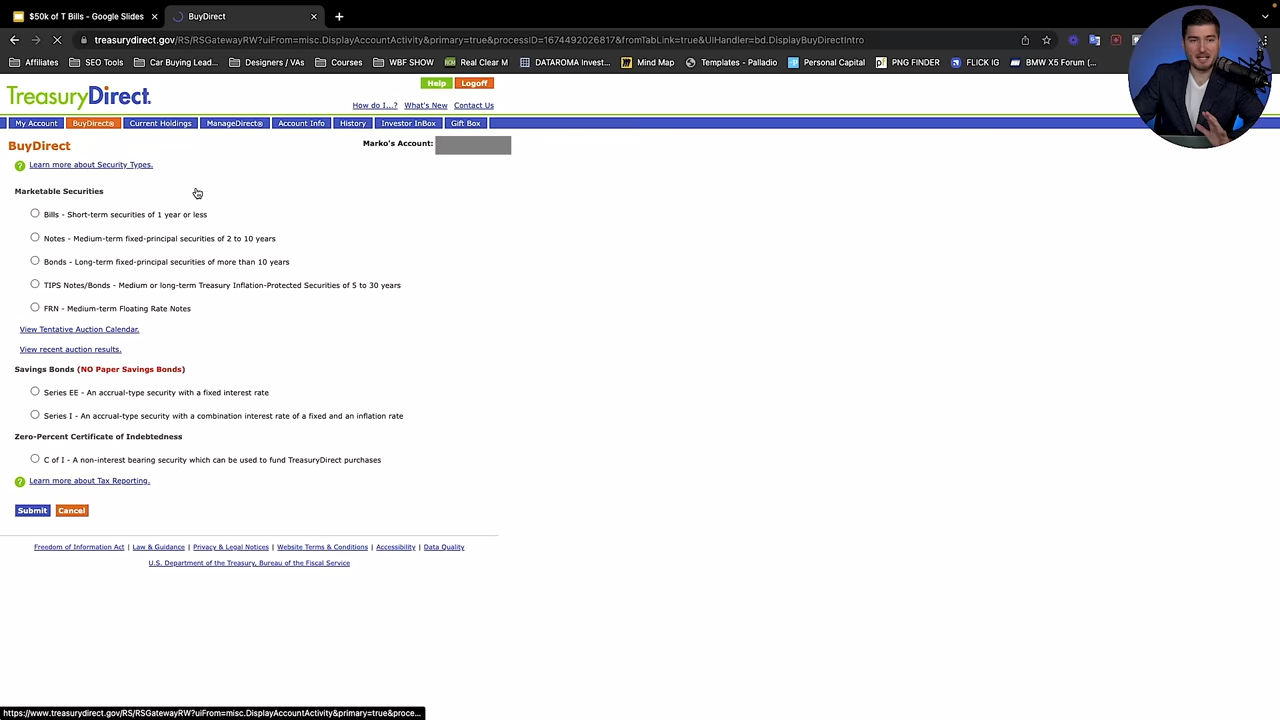 $50k of T Bills - Google Slides
BuyDirect
treasurydirect.gov/RS/RSGatewayRW?uiFrom=misc.DisplayAccountActivity&primary=true&processID=1674492026817&fromTabLink=true&UIHandler=bd.DisplayBuyDirectIntro
Affiliates
SEO Tools
Car Buying Lead...
Designers / VAs
Courses
WBF SHOW
Real Clear M
DATAROMA Invest...
Mind Map
Templates - Palladio
Personal Capital
PNG FINDER
FLICK IG
BMW X5 Forum (...
TreasuryDirect.
Help
Logoff
How do I...?
What's New
Contact Us
My Account
BuyDirect®
Current Holdings
ManageDirect®
Account Info
History
Investor InBox
Gift Box
BuyDirect
Marko's Account:
Learn more about Security Types.
Marketable Securities
Bills - Short-term securities of 1 year or less
Notes - Medium-term fixed-principal securities of 2 to 10 years
Bonds - Long-term fixed-principal securities of more than 10 years
TIPS Notes/Bonds - Medium or long-term Treasury Inflation-Protected Securities of 5 to 30 years
FRN - Medium-term Floating Rate Notes
View Tentative Auction Calendar.
View recent auction results.
Savings Bonds (NO Paper Savings Bonds)
Series EE - An accrual-type security with a fixed interest rate
Series I - An accrual-type security with a combination interest rate of a fixed and an inflation rate
Zero-Percent Certificate of Indebtedness
C of I - A non-interest bearing security which can be used to fund TreasuryDirect purchases
Learn more about Tax Reporting.
Submit
Cancel
Freedom of Information Act | Law & Guidance | Privacy & Legal Notices | Website Terms & Conditions | Accessibility | Data Quality
U.S. Department of the Treasury, Bureau of the Fiscal Service
https://www.treasurydirect.gov/RS/RSGatewayRW?uiFrom=misc.DisplayAccountActivity&primary=true&proce...